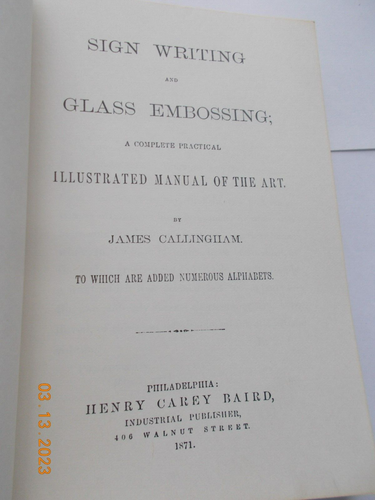 SIGN WRITING
AND
GLASS EMBOSSING;
A COMPLETE PRACTICAL
ILLUSTRATED MANUAL OF THE ART.
BY
JAMES CALLINGHAM.
TO WHICH ARE ADDED NUMEROUS ALPHABETS.
PHILADELPHIA:
HENRY CAREY BAIRD,
INDUSTRIAL PUBLISHER,
406 WALNUT STREET.
1871.
03.13.2023